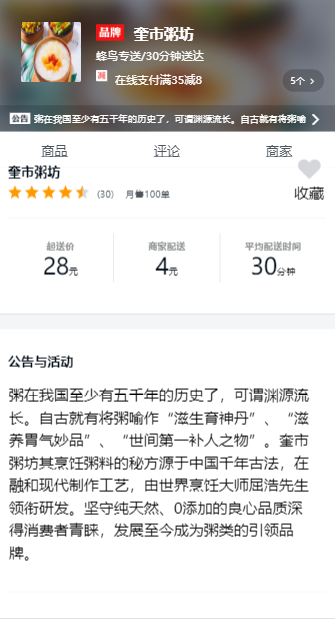 品牌 奎市粥坊
蜂鸟专送/30分钟送达
减 在线支付满35减8
5个
公告 粥在我国至少有五千年的历史了，可谓渊源流长。自古就有将粥喻
商品 评论 商家
奎市粥坊
(30) 月售100单
收藏
起送价 商家配送 平均配送时间
28元 4元 30分钟
公告与活动
粥在我国至少有五千年的历史了，可谓渊源流
长。自古就有将粥喻作“滋生育神丹”、“滋
养胃气妙品”、“世间第一补人之物”。奎市
粥坊其烹饪粥料的秘方源于中国千年古法，在
融和现代制作工艺，由世界烹饪大师屈浩先生
领衔研发。坚守纯天然、0添加的良心品质深
得消费者青睐，发展至今成为粥类的引领品
牌。